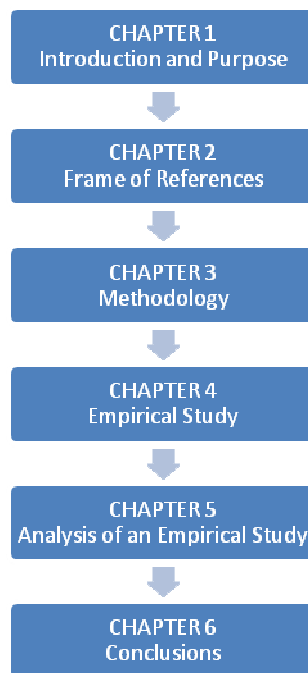 CHAPTER 1
Introduction and Purpose
CHAPTER 2
Frame of References
CHAPTER 3
Methodology
CHAPTER 4
Empirical Study
CHAPTER 5
Analysis of an Empirical Study
CHAPTER 6
Conclusions